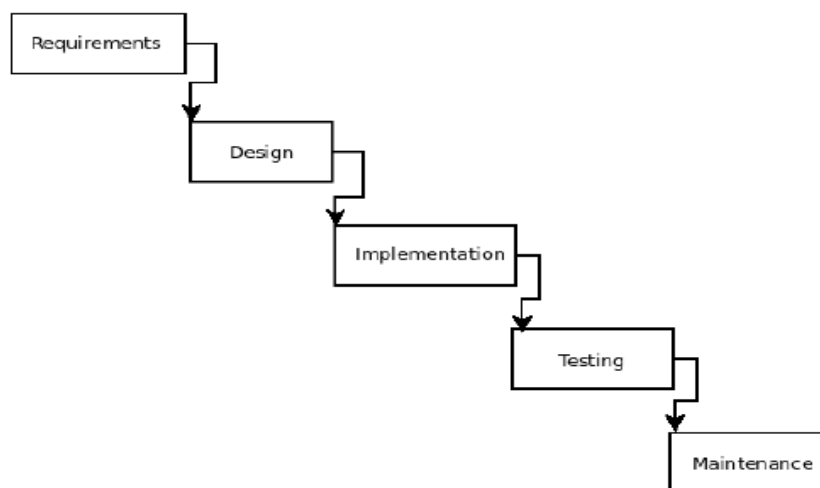 Requirements
Design
Implementation
Testing
Maintenance